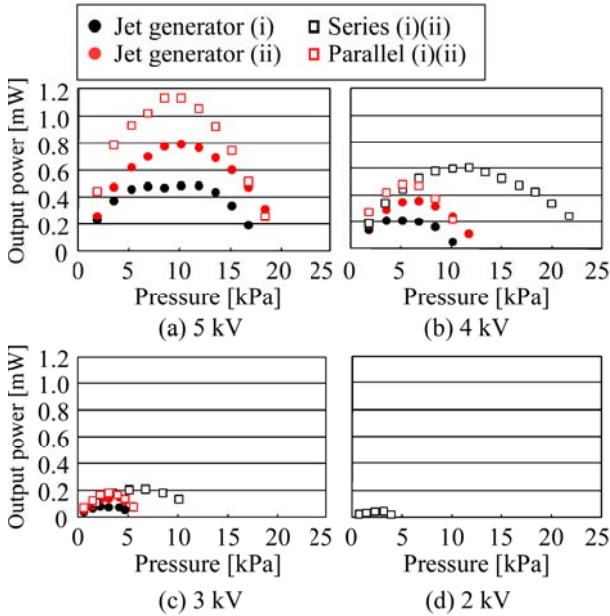 Jet generator (i) Series (i)(ii)
Jet generator (ii) Parallel (i)(ii)
Output power [mW]
1.2
1.0
0.8
0.6
0.4
0.2
0
0 5 10 15 20 25
Pressure [kPa]
(a) 5 kV
0 5 10 15 20 25
Pressure [kPa]
(b) 4 kV
Output power [mW]
1.2
1.0
0.8
0.6
0.4
0.2
0
0 5 10 15 20 25
Pressure [kPa]
(c) 3 kV
0 5 10 15 20 25
Pressure [kPa]
(d) 2 kV